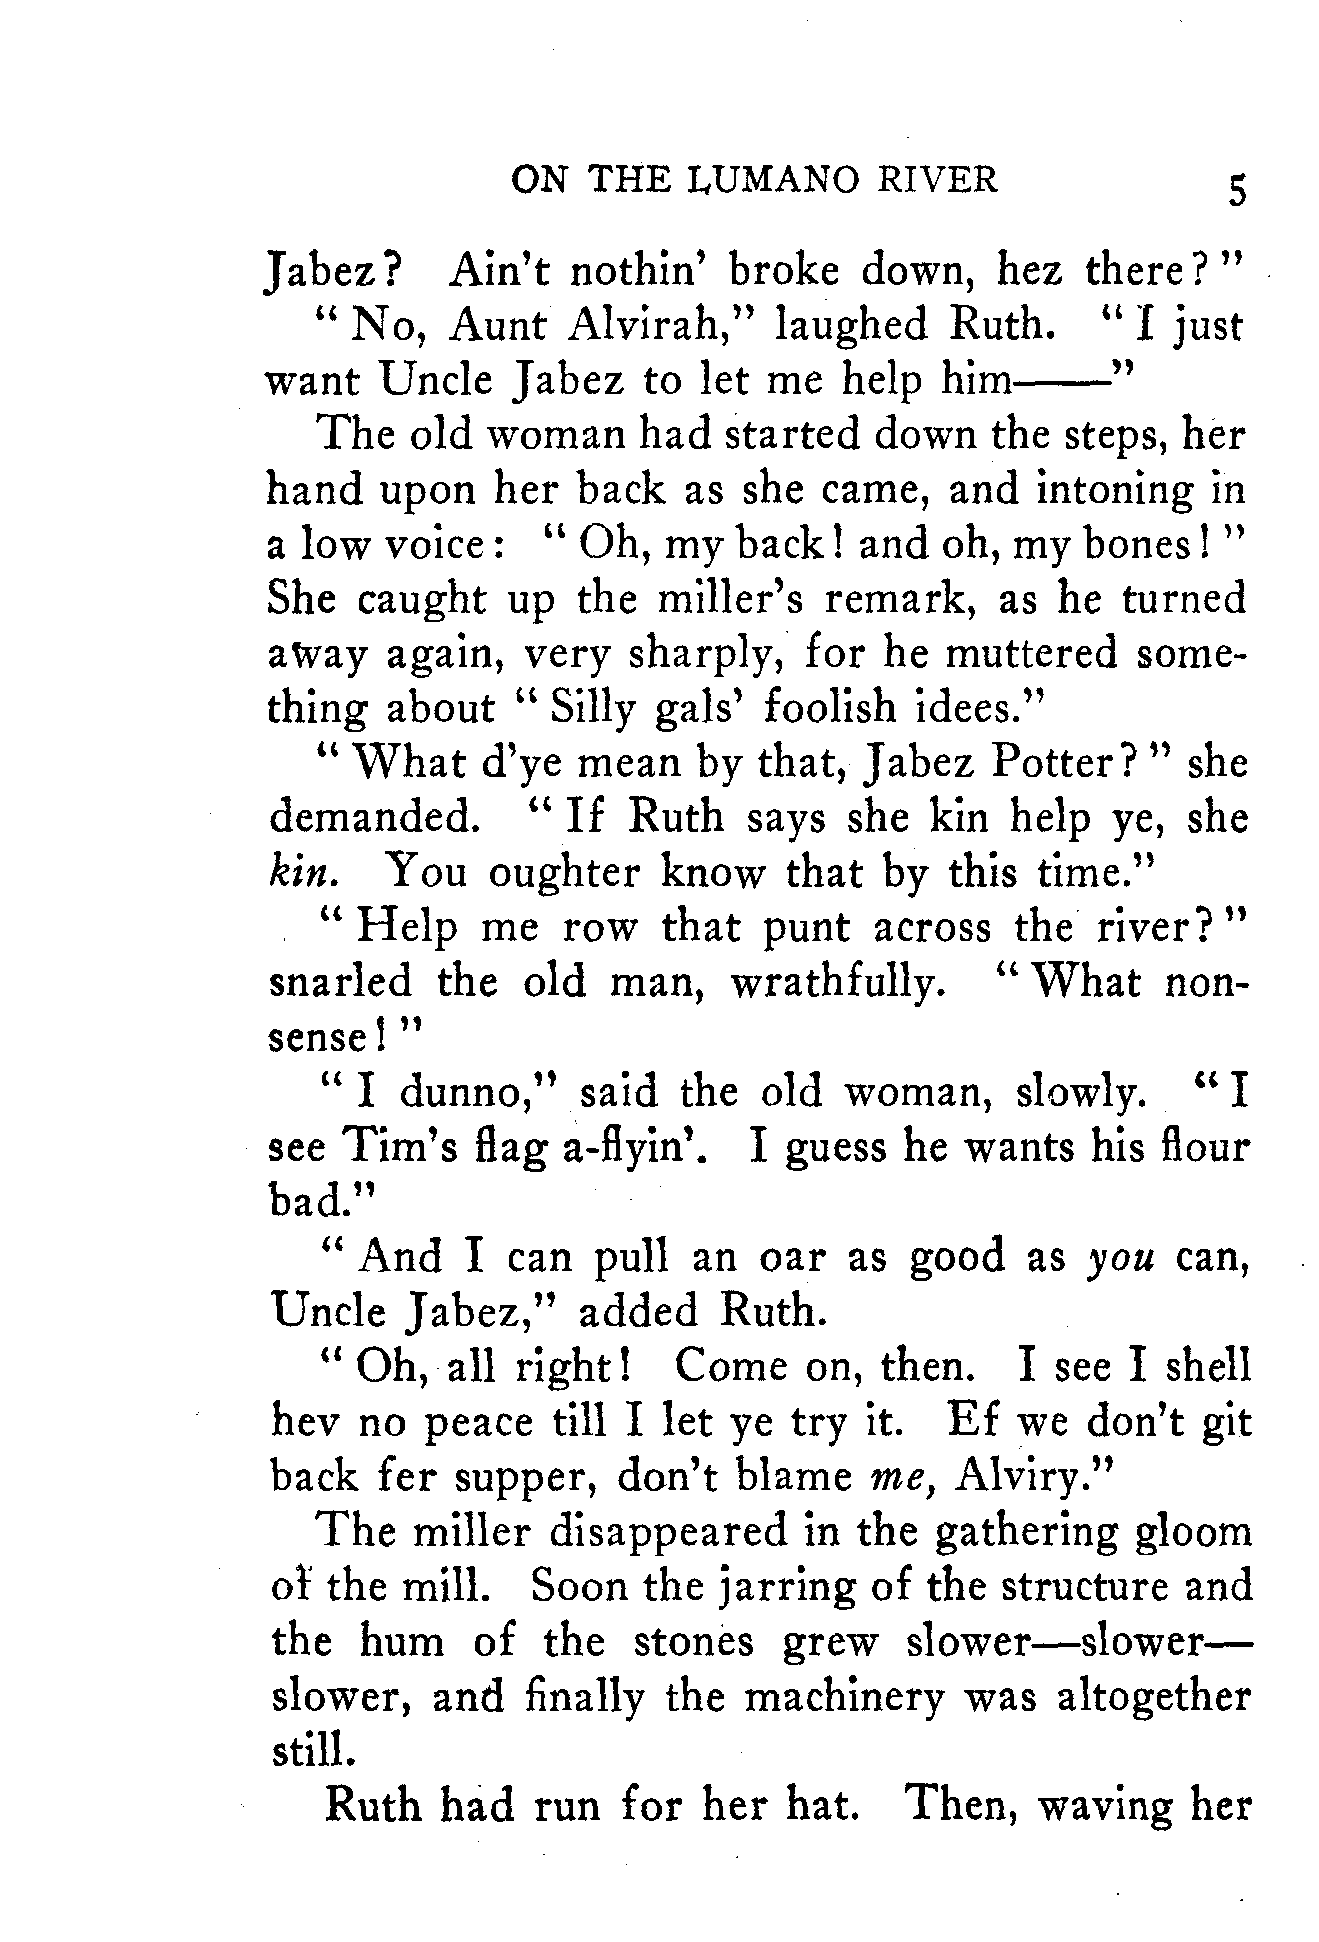 ON THE LUMANO RIVER 5
Jabez? Ain't nothin' broke down, hez there?"
"No, Aunt Alvirah," laughed Ruth. "I just
want Uncle Jabez to let me help him——"
The old woman had started down the steps, her
hand upon her back as she came, and intoning in
a low voice: "Oh, my back! and oh, my bones!"
She caught up the miller's remark, as he turned
away again, very sharply, for he muttered some-
thing about "Silly gals' foolish idees."
"What d'ye mean by that, Jabez Potter?" she
demanded. "If Ruth says she kin help ye, she
kin. You oughter know that by this time."
"Help me row that punt across the river?"
snarled the old man, wrathfully. "What non-
sense!"
"I dunno," said the old woman, slowly. "I
see Tim's flag a-flyin'. I guess he wants his flour
bad."
"And I can pull an oar as good as you can,
Uncle Jabez," added Ruth.
"Oh, all right! Come on, then. I see I shell
hev no peace till I let ye try it. Ef we don't git
back fer supper, don't blame me, Alviry."
The miller disappeared in the gathering gloom
of the mill. Soon the jarring of the structure and
the hum of the stones grew slower—slower—
slower, and finally the machinery was altogether
still.
Ruth had run for her hat. Then, waving her